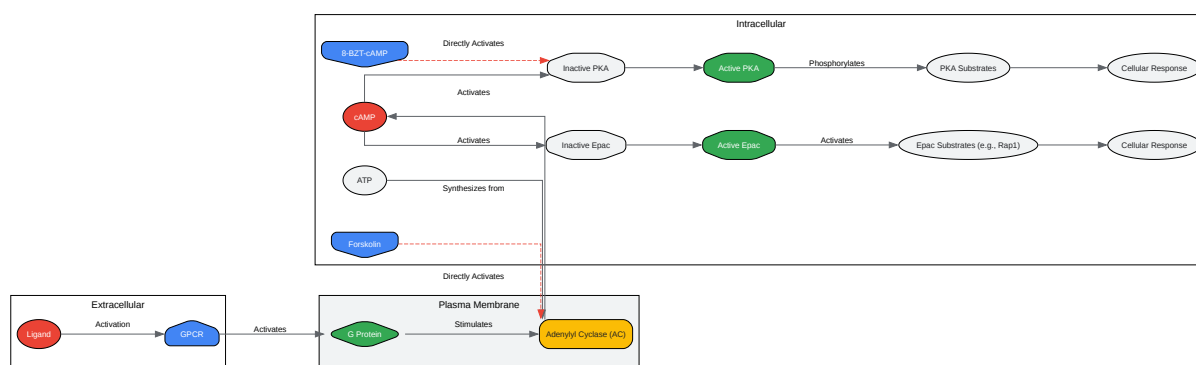 Intracellular
8-BZT-cAMP
Directly Activates
Inactive PKA
Active PKA
Phosphorylates
PKA Substrates
Cellular Response
Activates
cAMP
Activates
Inactive Epac
Active Epac
Activates
Epac Substrates (e.g., Rap1)
Cellular Response
ATP
Synthesizes from
Forskolin
Directly Activates
Extracellular
Ligand
Activation
GPCR
Activates
Plasma Membrane
G Protein
Stimulates
Adenylyl Cyclase (AC)